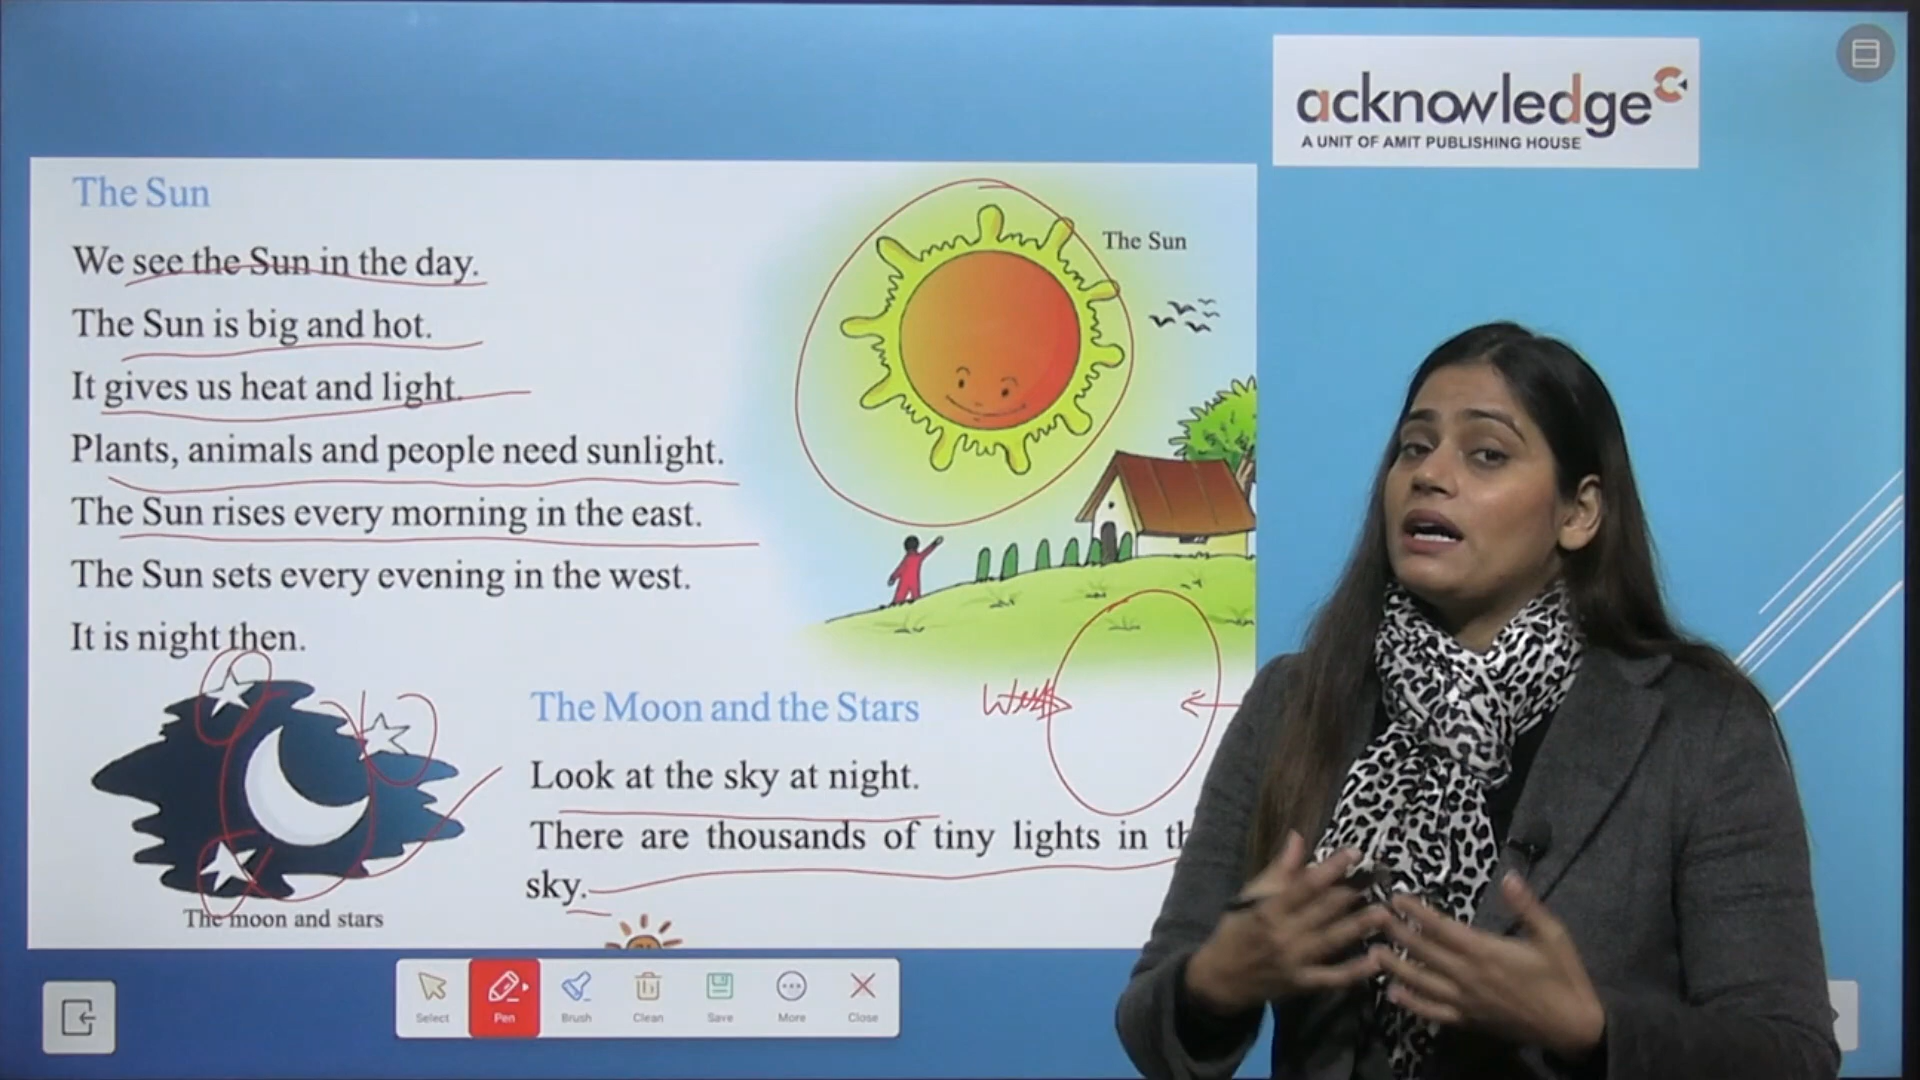 acknowledge
A UNIT OF AMIT PUBLISHING HOUSE
The Sun
We see the Sun in the day.
The Sun is big and hot.
It gives us heat and light.
Plants, animals and people need sunlight.
The Sun rises every morning in the east.
The Sun sets every evening in the west.
It is night then.
The Sun
The moon and stars
The Moon and the Stars
Look at the sky at night.
There are thousands of tiny lights in
sky.
Select
Pen
Brush
Clean
Save
More
Close